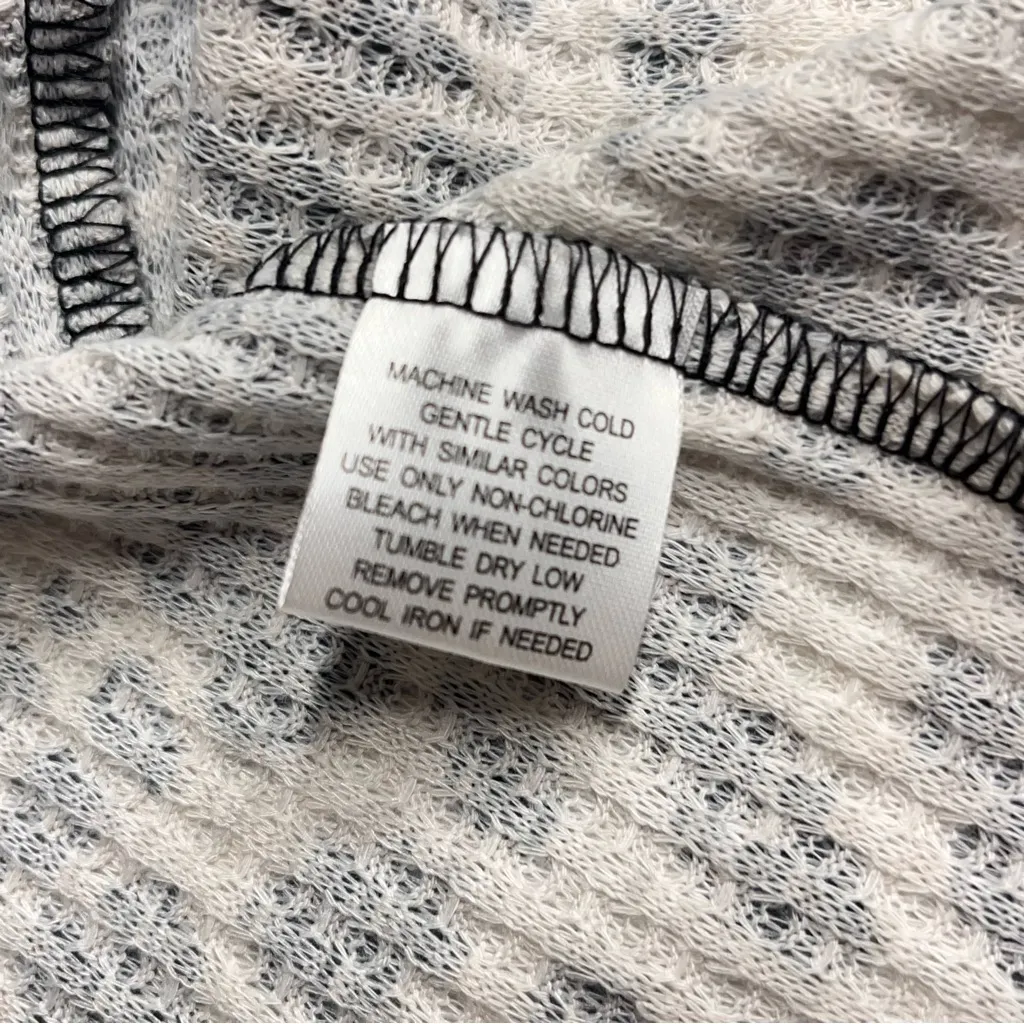 MACHINE WASH COLD
GENTLE CYCLE
WITH SIMILAR COLORS
USE ONLY NON-CHLORINE
BLEACH WHEN NEEDED
TUMBLE DRY LOW
REMOVE PROMPTLY
COOL IRON IF NEEDED